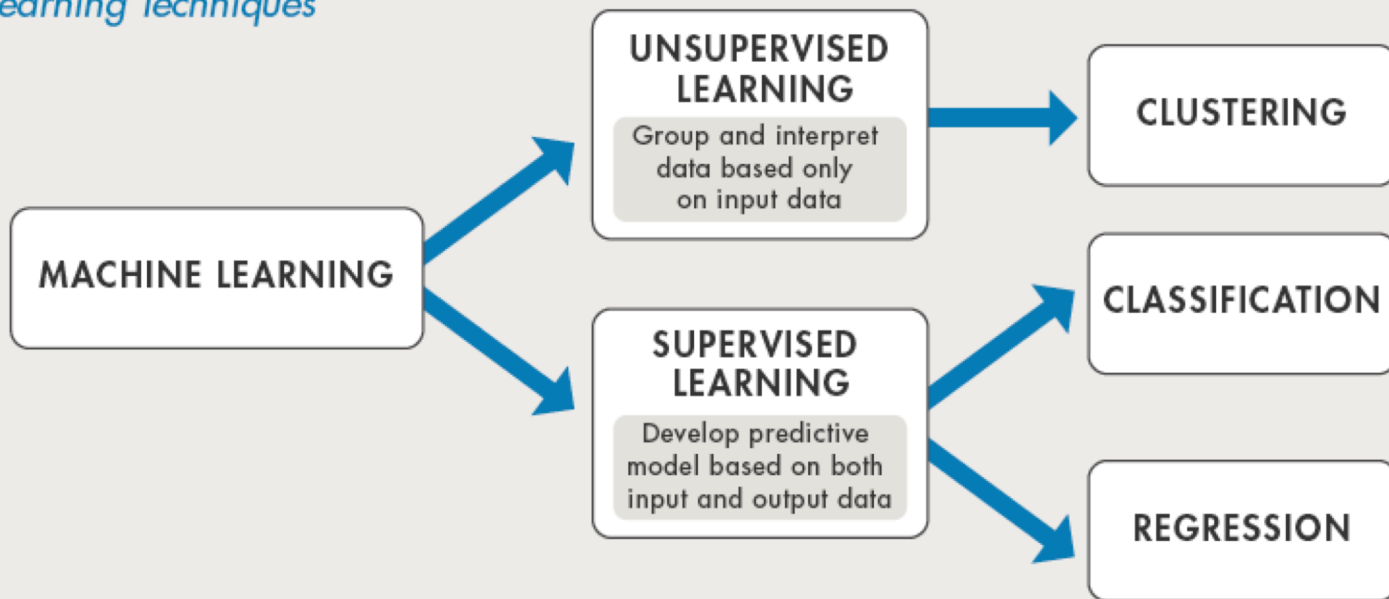 earning Techniques
UNSUPERVISED
LEARNING
Group and interpret
data based only
on input data
CLUSTERING
MACHINE LEARNING
CLASSIFICATION
SUPERVISED
LEARNING
Develop predictive
model based on both
input and output data
REGRESSION